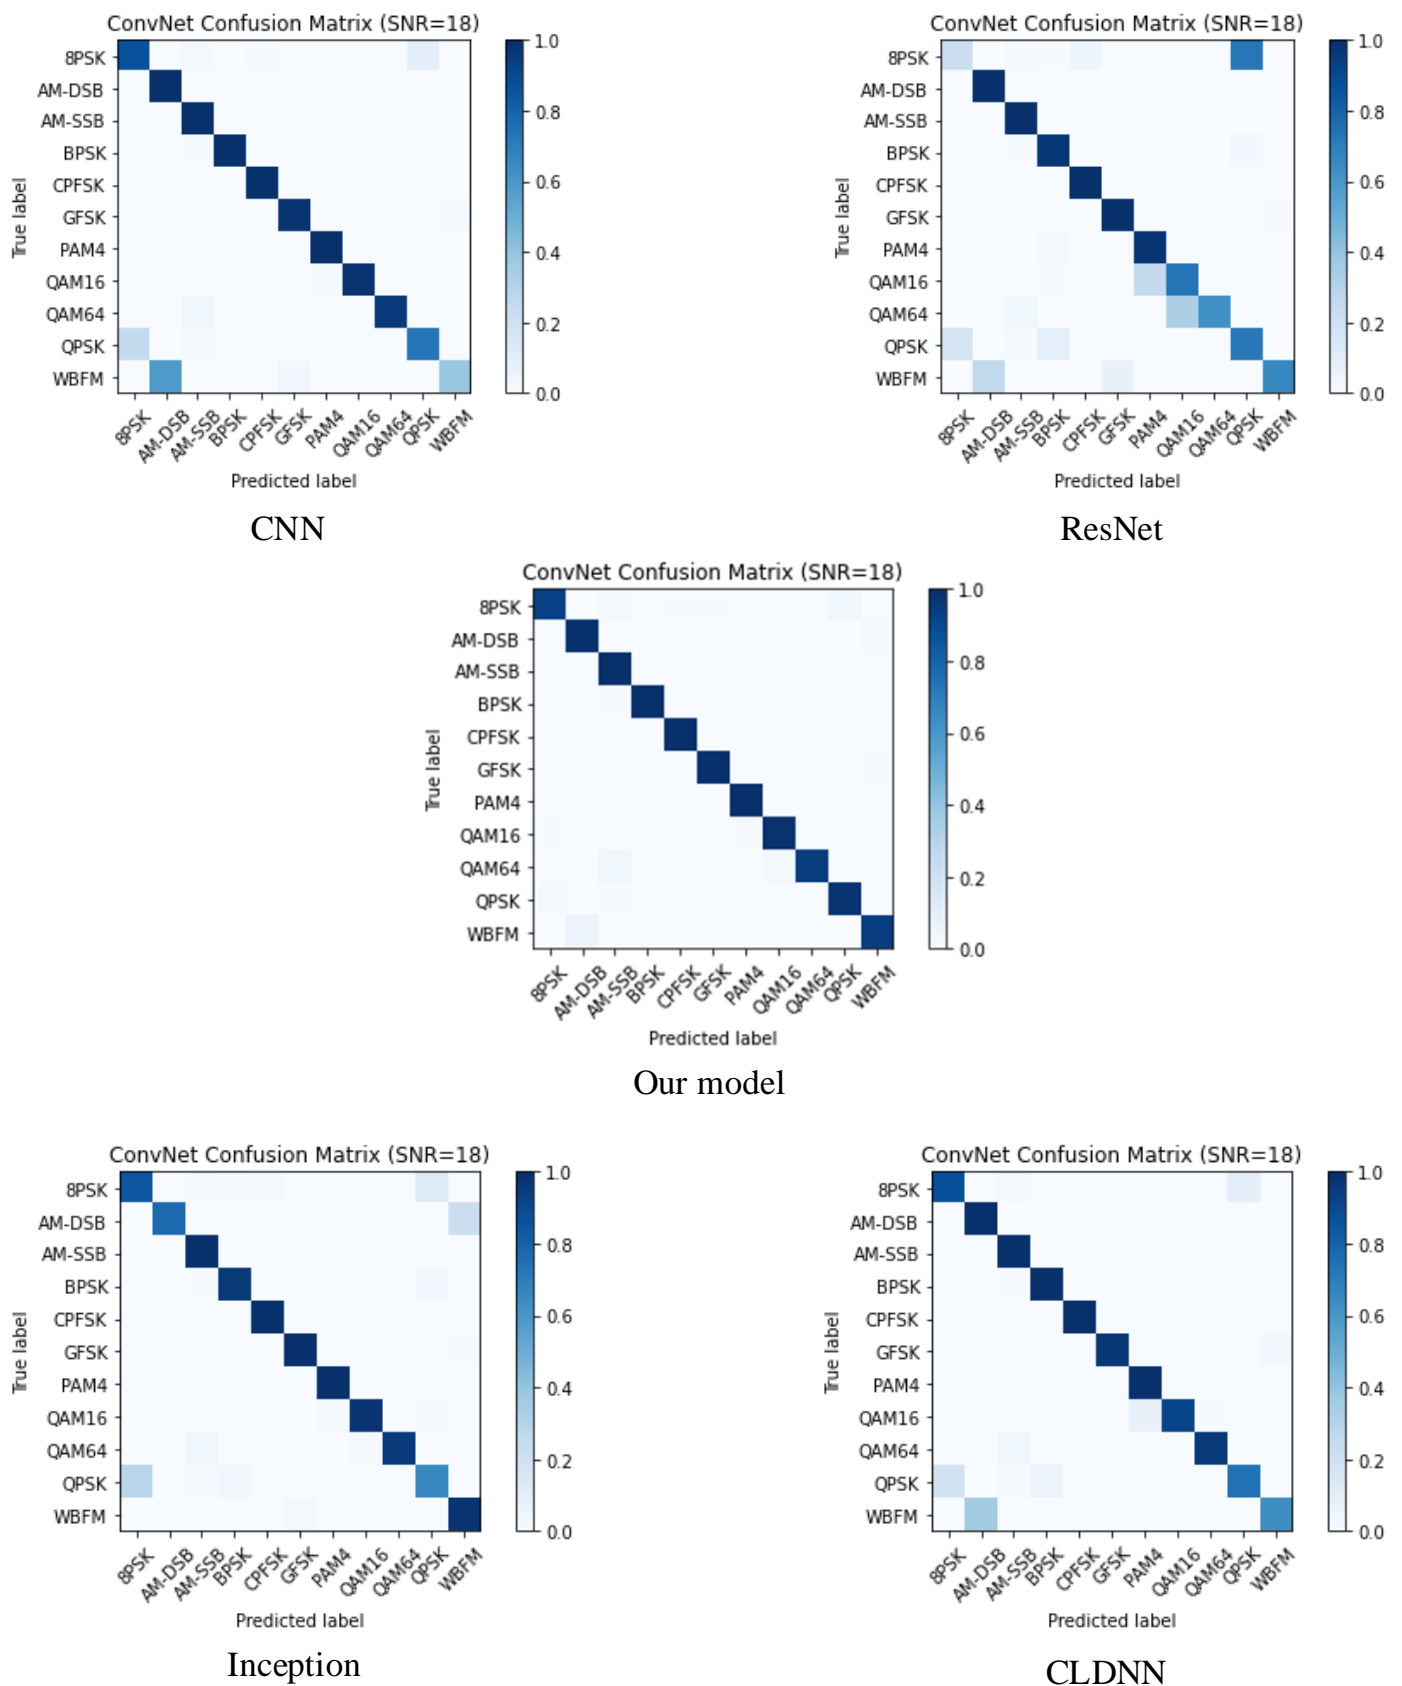 ConvNet Confusion Matrix (SNR=18)
True label
8PSK
AM-DSB
AM-SSB
BPSK
CPFSK
GFSK
PAM4
QAM16
QAM64
QPSK
WBFM
8PSK AM-DSB AM-SSB BPSK CPFSK GFSK PAM4 QAM16 QAM64 QPSK WBFM
Predicted label
1.0
0.8
0.6
0.4
0.2
0.0
CNN
ConvNet Confusion Matrix (SNR=18)
True label
8PSK
AM-DSB
AM-SSB
BPSK
CPFSK
GFSK
PAM4
QAM16
QAM64
QPSK
WBFM
8PSK AM-DSB AM-SSB BPSK CPFSK GFSK PAM4 QAM16 QAM64 QPSK WBFM
Predicted label
1.0
0.8
0.6
0.4
0.2
0.0
ResNet
ConvNet Confusion Matrix (SNR=18)
True label
8PSK
AM-DSB
AM-SSB
BPSK
CPFSK
GFSK
PAM4
QAM16
QAM64
QPSK
WBFM
8PSK AM-DSB AM-SSB BPSK CPFSK GFSK PAM4 QAM16 QAM64 QPSK WBFM
Predicted label
1.0
0.8
0.6
0.4
0.2
0.0
Our model
ConvNet Confusion Matrix (SNR=18)
True label
8PSK
AM-DSB
AM-SSB
BPSK
CPFSK
GFSK
PAM4
QAM16
QAM64
QPSK
WBFM
8PSK AM-DSB AM-SSB BPSK CPFSK GFSK PAM4 QAM16 QAM64 QPSK WBFM
Predicted label
1.0
0.8
0.6
0.4
0.2
0.0
Inception
ConvNet Confusion Matrix (SNR=18)
True label
8PSK
AM-DSB
AM-SSB
BPSK
CPFSK
GFSK
PAM4
QAM16
QAM64
QPSK
WBFM
8PSK AM-DSB AM-SSB BPSK CPFSK GFSK PAM4 QAM16 QAM64 QPSK WBFM
Predicted label
1.0
0.8
0.6
0.4
0.2
0.0
CLDNN